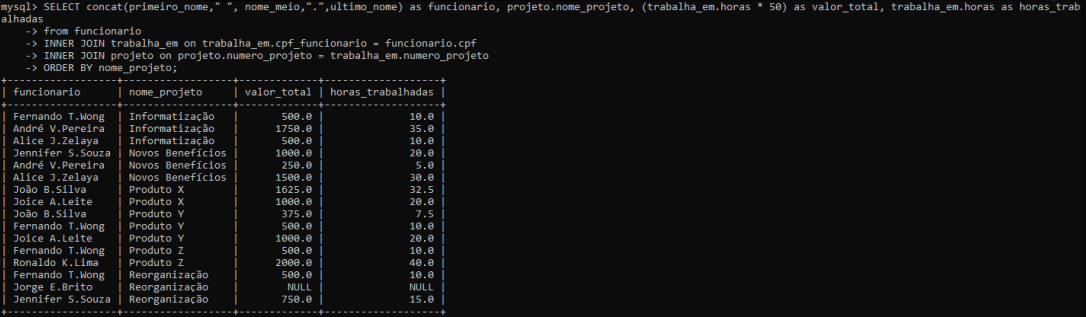 mysql> SELECT concat(primeiro_nome," ", nome_meio,".",ultimo_nome) as funcionario, projeto.nome_projeto, (trabalha_em.horas * 50) as valor_total, trabalha_em.horas as horas_trab
alhadas
    -> from funcionario
    -> INNER JOIN trabalha_em on trabalha_em.cpf_funcionario = funcionario.cpf
    -> INNER JOIN projeto on projeto.numero_projeto = trabalha_em.numero_projeto
    -> ORDER BY nome_projeto;
+------------------+------------------+-------------+-------------------+
| funcionario      | nome_projeto     | valor_total | horas_trabalhadas |
+------------------+------------------+-------------+-------------------+
| Fernando T.Wong  | Informatização   |       500.0 |              10.0 |
| André V.Pereira  | Informatização   |      1750.0 |              35.0 |
| Alice J.Zelaya   | Informatização   |       500.0 |              10.0 |
| Jennifer S.Souza | Novos Benefícios |      1000.0 |              20.0 |
| André V.Pereira  | Novos Benefícios |       250.0 |               5.0 |
| Alice J.Zelaya   | Novos Benefícios |      1500.0 |              30.0 |
| João B.Silva     | Produto X        |      1625.0 |              32.5 |
| Joice A.Leite    | Produto X        |      1000.0 |              20.0 |
| João B.Silva     | Produto Y        |       375.0 |               7.5 |
| Fernando T.Wong  | Produto Y        |       500.0 |              10.0 |
| Joice A.Leite    | Produto Y        |      1000.0 |              20.0 |
| Fernando T.Wong  | Produto Z        |       500.0 |              10.0 |
| Ronaldo K.Lima   | Produto Z        |      2000.0 |              40.0 |
| Fernando T.Wong  | Reorganização    |       500.0 |              10.0 |
| Jorge E.Brito    | Reorganização    |        NULL |              NULL |
| Jennifer S.Souza | Reorganização    |       750.0 |              15.0 |
+------------------+------------------+-------------+-------------------+